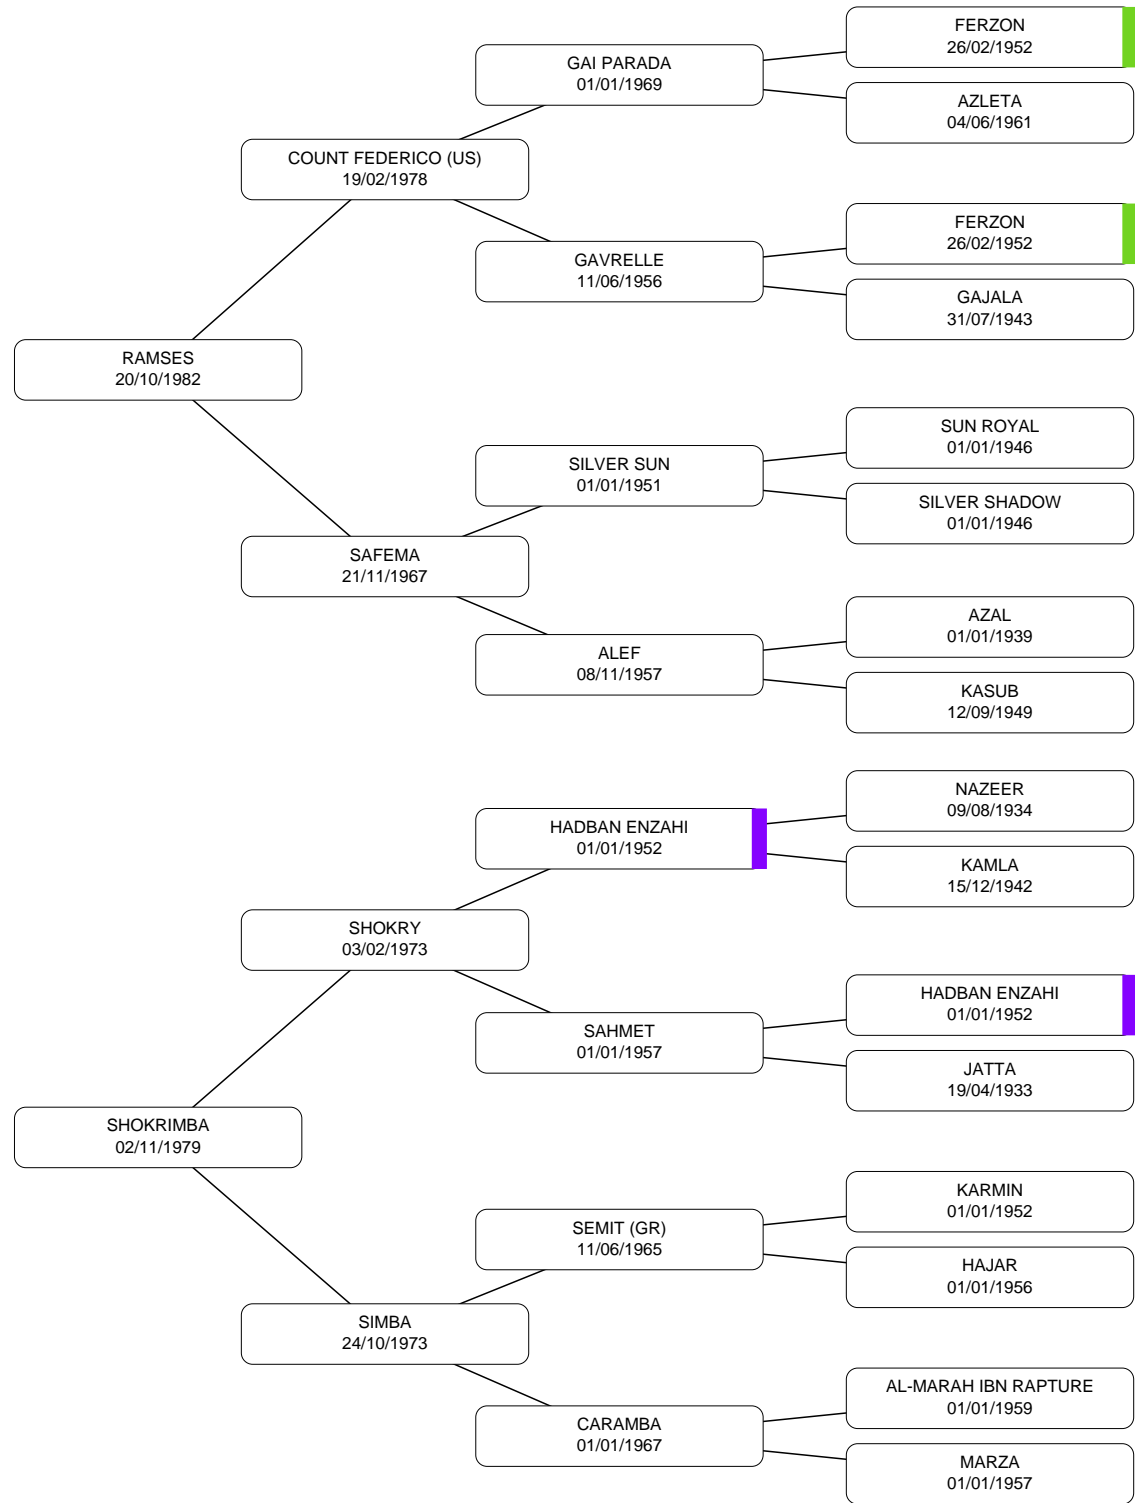 FERZON
26/02/1952
GAI PARADA
01/01/1969
AZLETA
04/06/1961
COUNT FEDERICO (US)
19/02/1978
FERZON
26/02/1952
GAVRELLE
11/06/1956
GAJALA
31/07/1943
RAMSES
20/10/1982
SUN ROYAL
01/01/1946
SILVER SUN
01/01/1951
SILVER SHADOW
01/01/1946
SAFEMA
21/11/1967
AZAL
01/01/1939
ALEF
08/11/1957
KASUB
12/09/1949
NAZEER
09/08/1934
HADBAN ENZAHI
01/01/1952
KAMLA
15/12/1942
SHOKRY
03/02/1973
HADBAN ENZAHI
01/01/1952
SAHMET
01/01/1957
JATTA
19/04/1933
SHOKRIMBA
02/11/1979
KARMIN
01/01/1952
SEMIT (GR)
11/06/1965
HAJAR
01/01/1956
SIMBA
24/10/1973
AL-MARAH IBN RAPTURE
01/01/1959
CARAMBA
01/01/1967
MARZA
01/01/1957